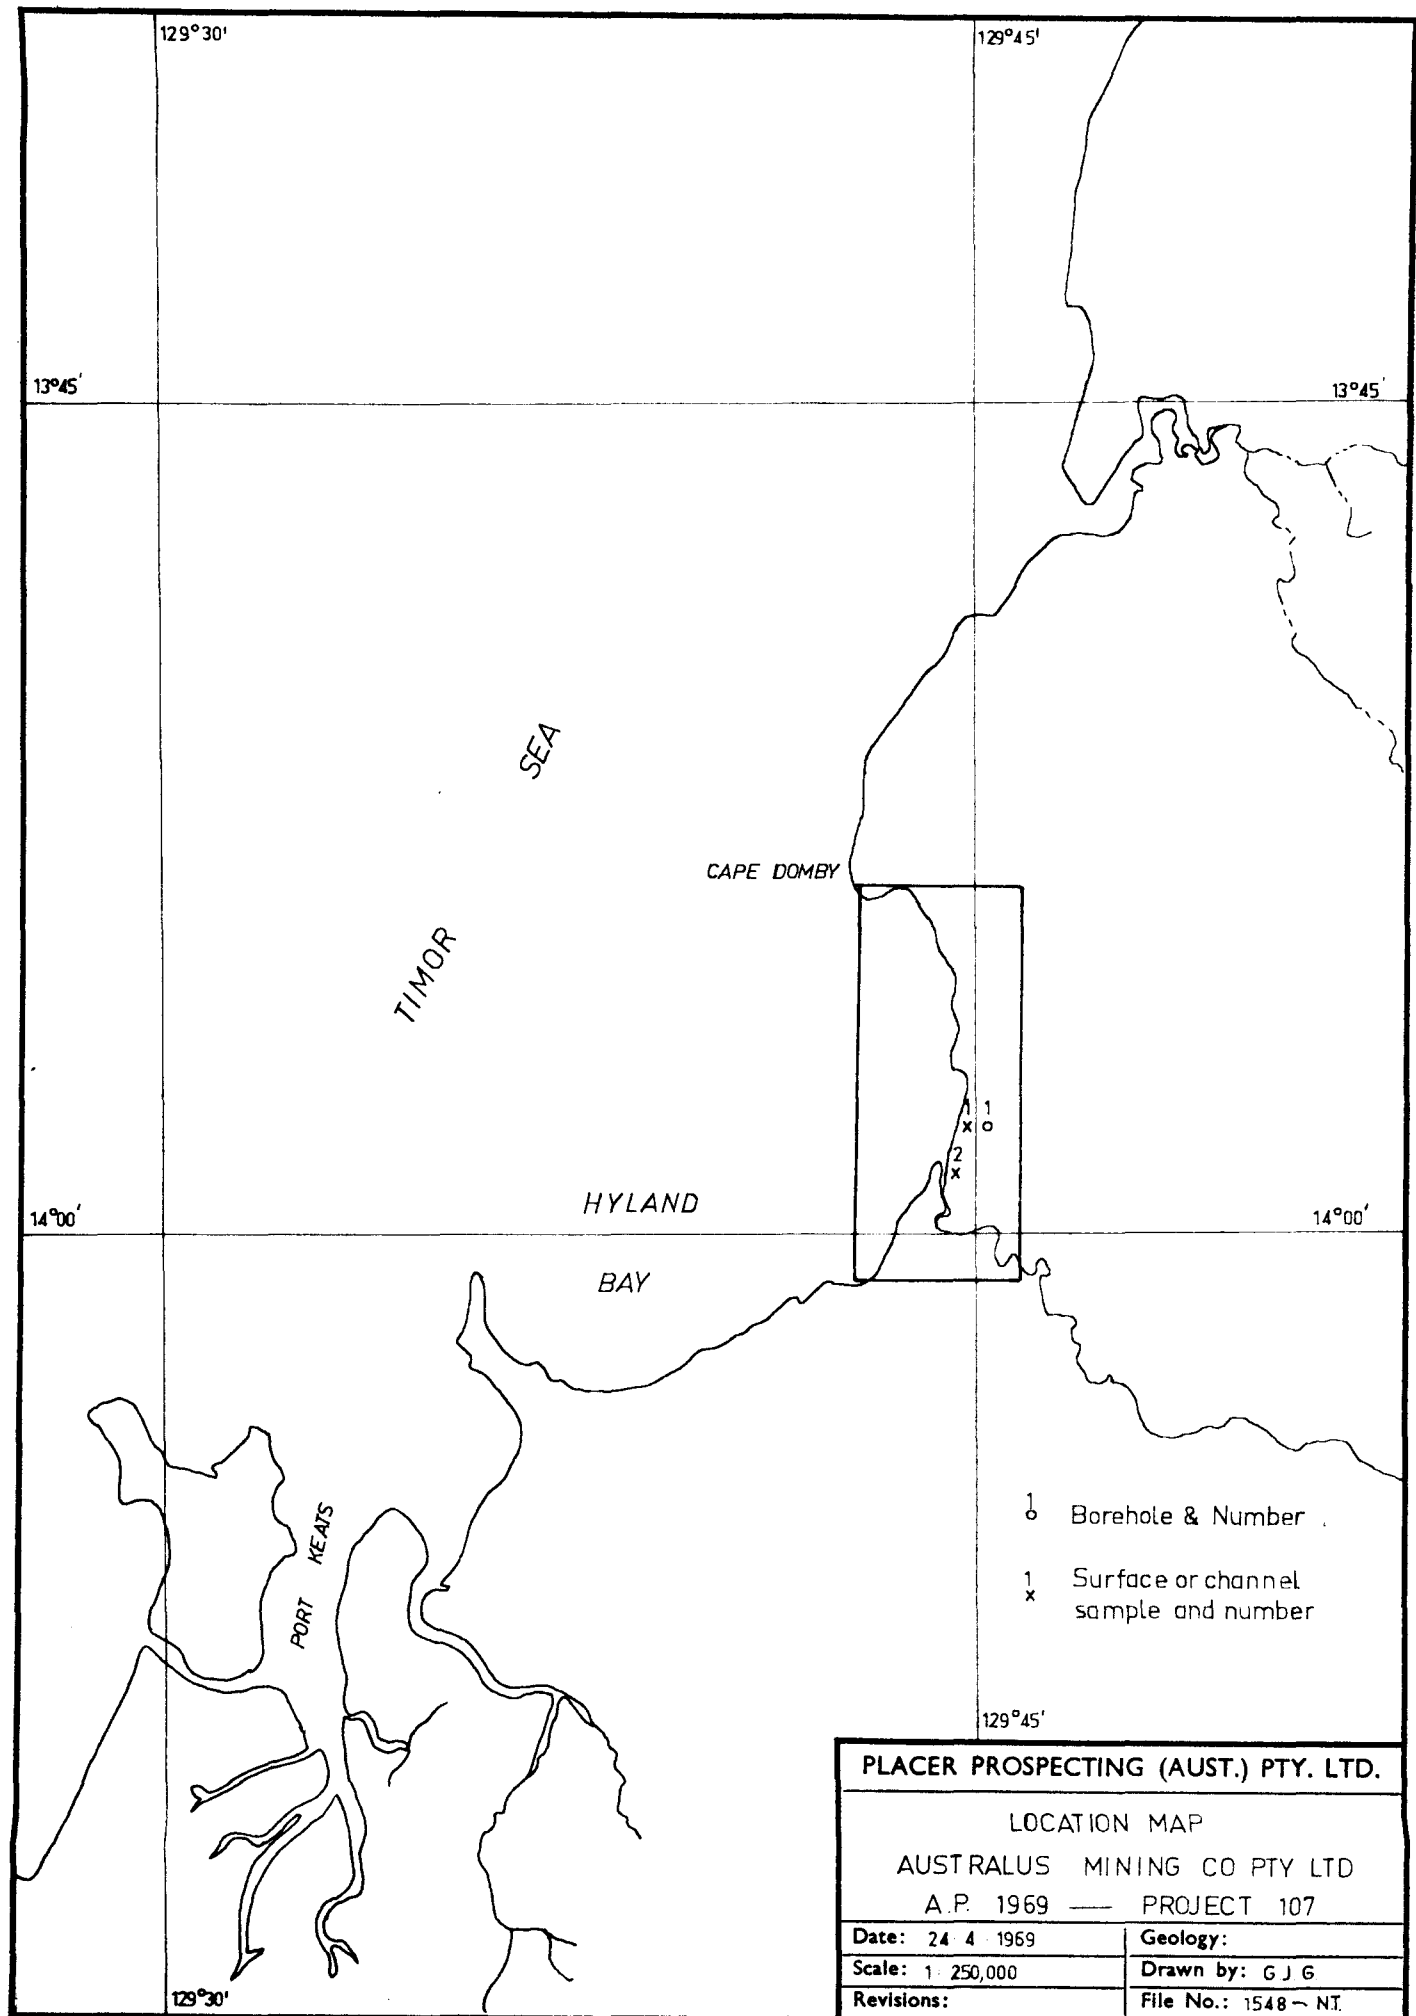 129°30'
129°45'
13°45'
13°45'
SEA
CAPE DOMBY
TIMOR
1 1
x o
2
x
HYLAND
14°00'
14°00'
BAY
1
o Borehole & Number
1
x Surface or channel
sample and number
PORT KEATS
129°45'
PLACER PROSPECTING (AUST.) PTY. LTD.
LOCATION MAP
AUSTRALUS MINING CO PTY LTD
A.P. 1969 — PROJECT 107
Date: 24 4 1969
Geology:
Scale: 1:250,000
Drawn by: G J G
Revisions:
File No.: 1548 - N.T.
129°30'